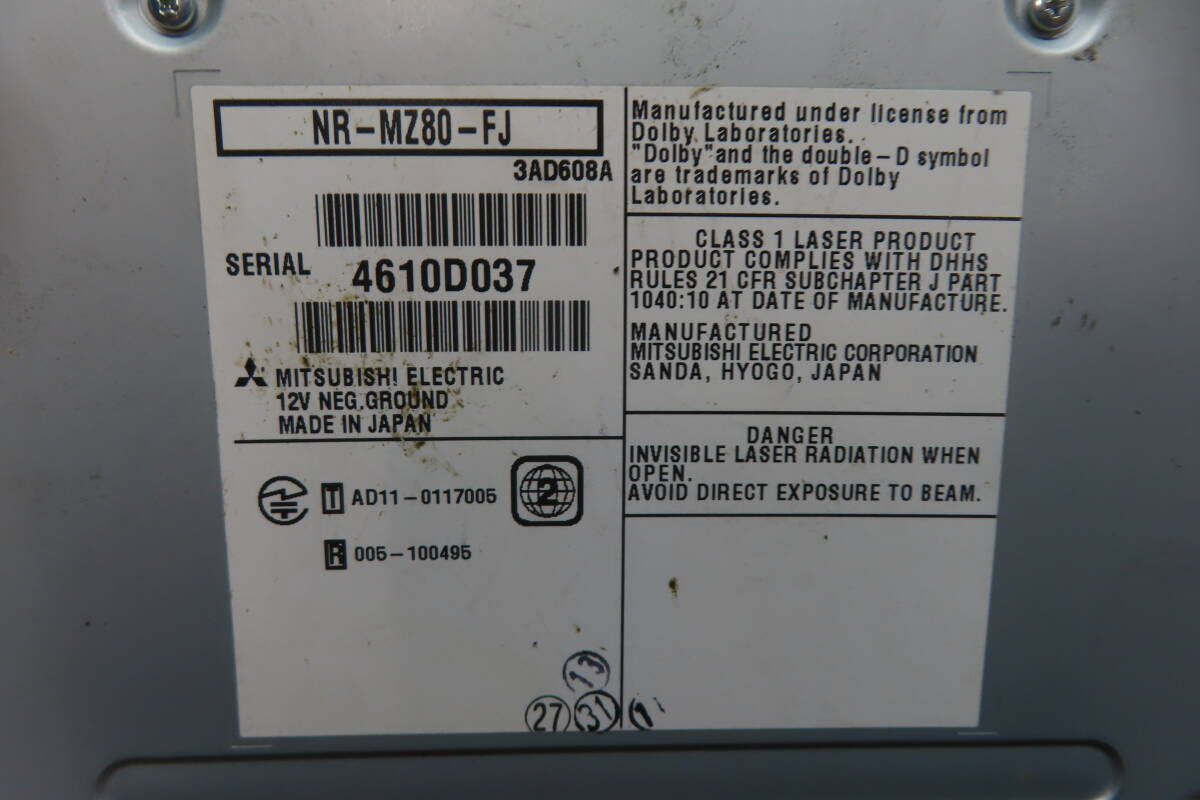 NR-MZ80-FJ
3AD608A
SERIAL 4610D037
MITSUBISHI ELECTRIC
12V NEG.GROUND
MADE IN JAPAN
T AD11-0117005
2
R 005-100495
13
27 31
Manufactured under license from
Dolby Laboratories.
"Dolby" and the double-D symbol
are trademarks of Dolby
Laboratories.
CLASS 1 LASER PRODUCT
PRODUCT COMPLIES WITH DHHS
RULES 21 CFR SUBCHAPTER J PART
1040:10 AT DATE OF MANUFACTURE.
MANUFACTURED
MITSUBISHI ELECTRIC CORPORATION
SANDA, HYOGO, JAPAN
DANGER
INVISIBLE LASER RADIATION WHEN
OPEN.
AVOID DIRECT EXPOSURE TO BEAM.